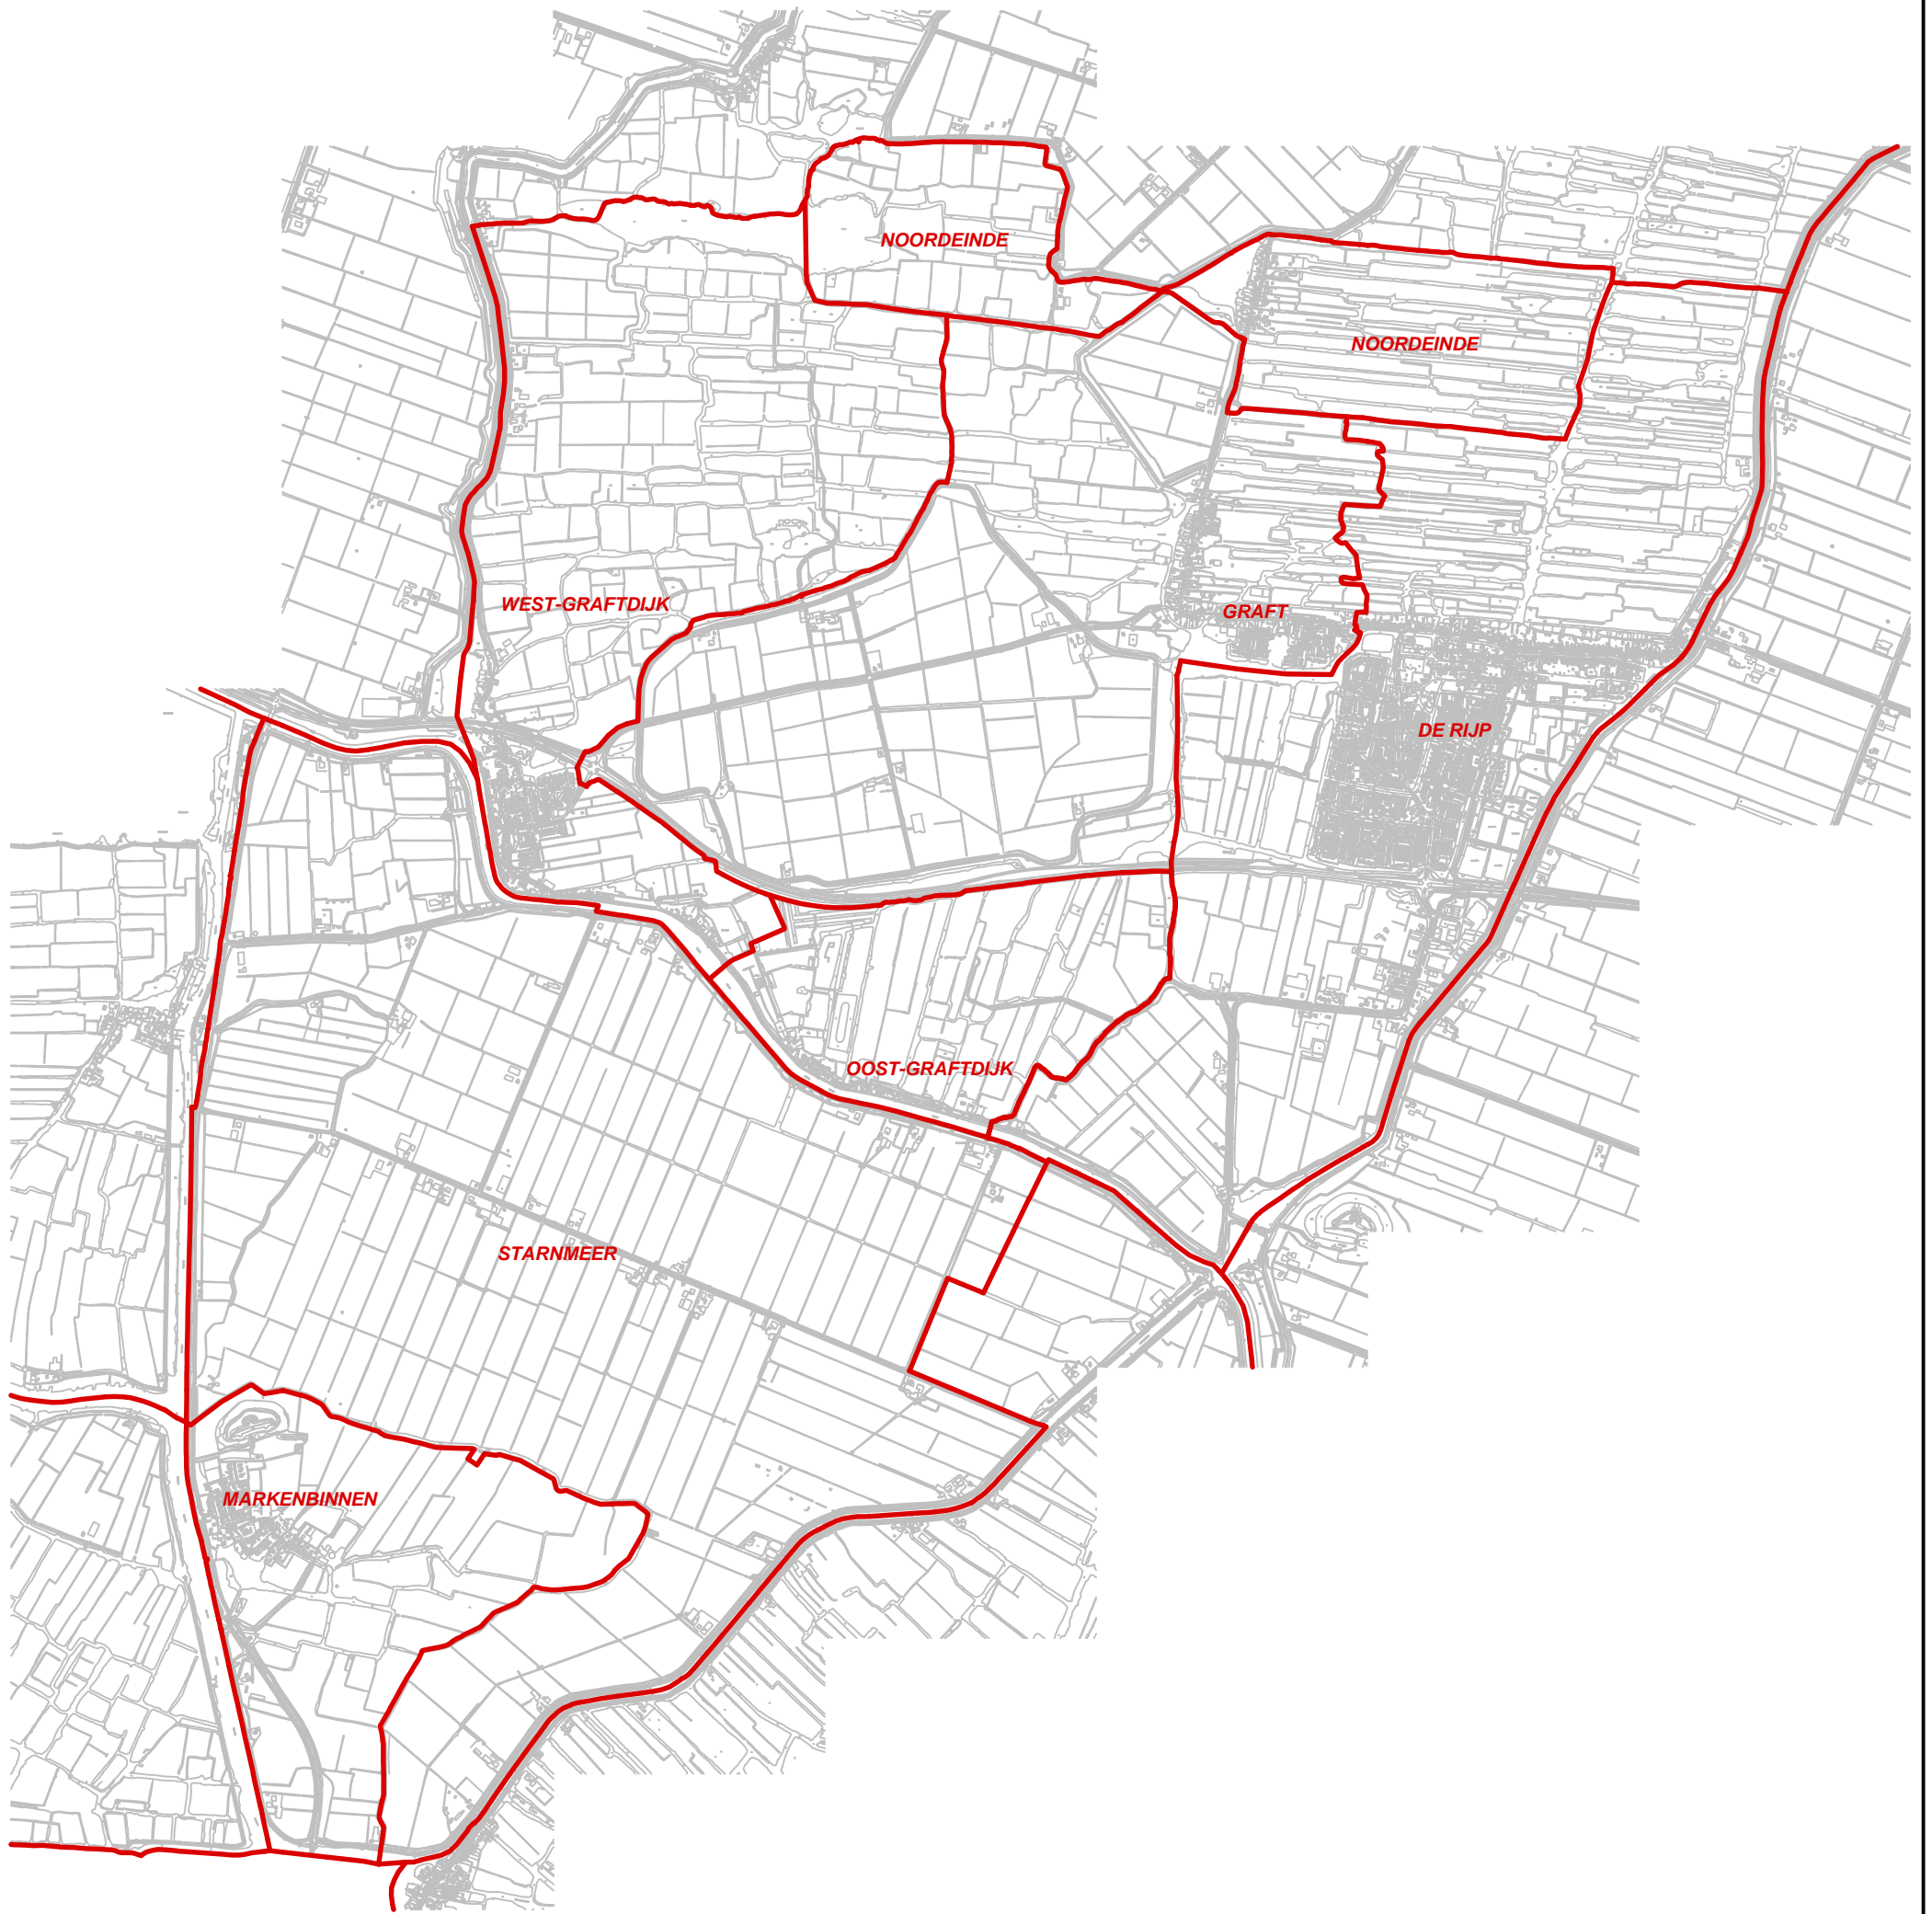 NOORDEINDE
NOORDEINDE
WEST-GRAFTDIJK
GRAFT
DE RIJP
OOST-GRAFTDIJK
STARNMEER
MARKENBINNEN